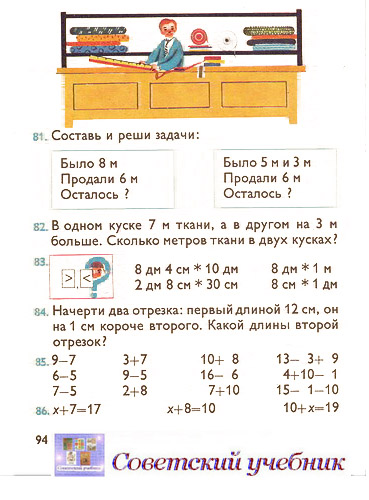 81. Составь и реши задачи:
Было 8 м
Продали 6 м
Осталось ?
Было 5 м и 3 м
Продали 6 м
Осталось ?
82. В одном куске 7 м ткани, а в другом на 3 м
больше. Сколько метров ткани в двух кусках?
83.
>, < ?
8 дм 4 см * 10 дм 8 дм * 1 м
2 дм 8 см * 30 см 8 см * 1 дм
84. Начерти два отрезка: первый длиной 12 см, он
на 1 см короче второго. Какой длины второй
отрезок?
85. 9–7 3+7 10+ 8 13– 3+ 9
6–5 9–5 16– 6 4+10– 1
7–5 2+8 7+10 15– 1–10
86. x+7=17 x+8=10 10+x=19
94
Советский учебник